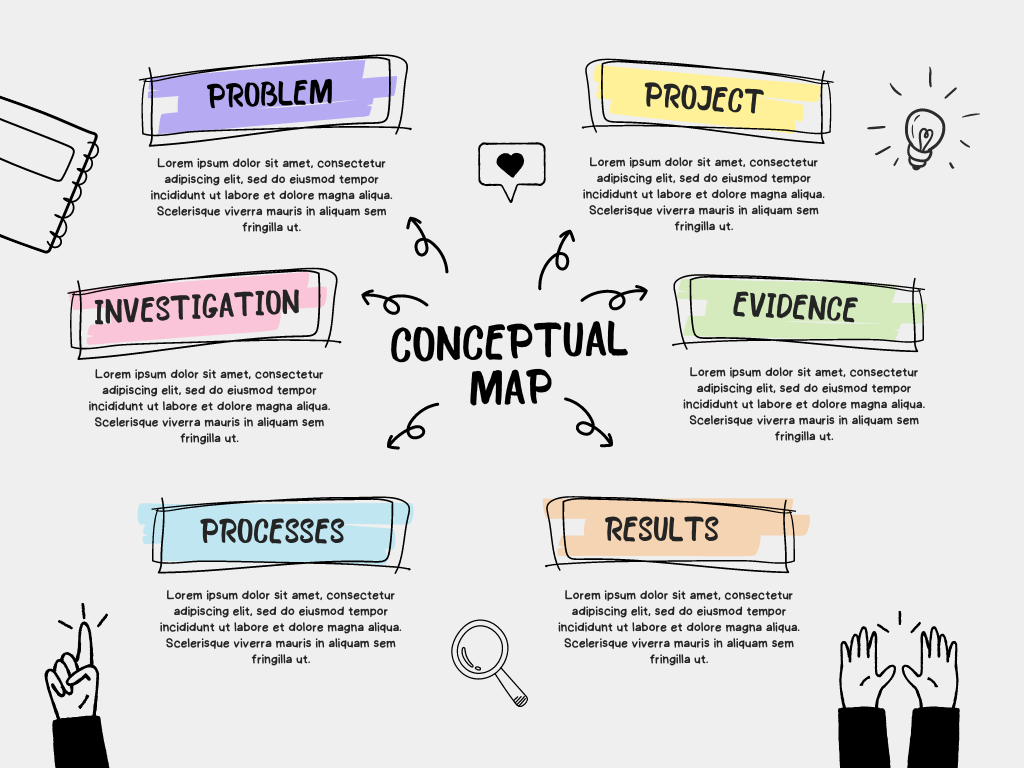 PROBLEM
Lorem ipsum dolor sit amet, consectetur
adipiscing elit, sed do eiusmod tempor
incididunt ut labore et dolore magna aliqua.
Scelerisque viverra mauris in aliquam sem
fringilla ut.
PROJECT
Lorem ipsum dolor sit amet, consectetur
adipiscing elit, sed do eiusmod tempor
incididunt ut labore et dolore magna aliqua.
Scelerisque viverra mauris in aliquam sem
fringilla ut.
INVESTIGATION
Lorem ipsum dolor sit amet, consectetur
adipiscing elit, sed do eiusmod tempor
incididunt ut labore et dolore magna aliqua.
Scelerisque viverra mauris in aliquam sem
fringilla ut.
CONCEPTUAL
MAP
EVIDENCE
Lorem ipsum dolor sit amet, consectetur
adipiscing elit, sed do eiusmod tempor
incididunt ut labore et dolore magna aliqua.
Scelerisque viverra mauris in aliquam sem
fringilla ut.
PROCESSES
Lorem ipsum dolor sit amet, consectetur
adipiscing elit, sed do eiusmod tempor
incididunt ut labore et dolore magna aliqua.
Scelerisque viverra mauris in aliquam sem
fringilla ut.
RESULTS
Lorem ipsum dolor sit amet, consectetur
adipiscing elit, sed do eiusmod tempor
incididunt ut labore et dolore magna aliqua.
Scelerisque viverra mauris in aliquam sem
fringilla ut.